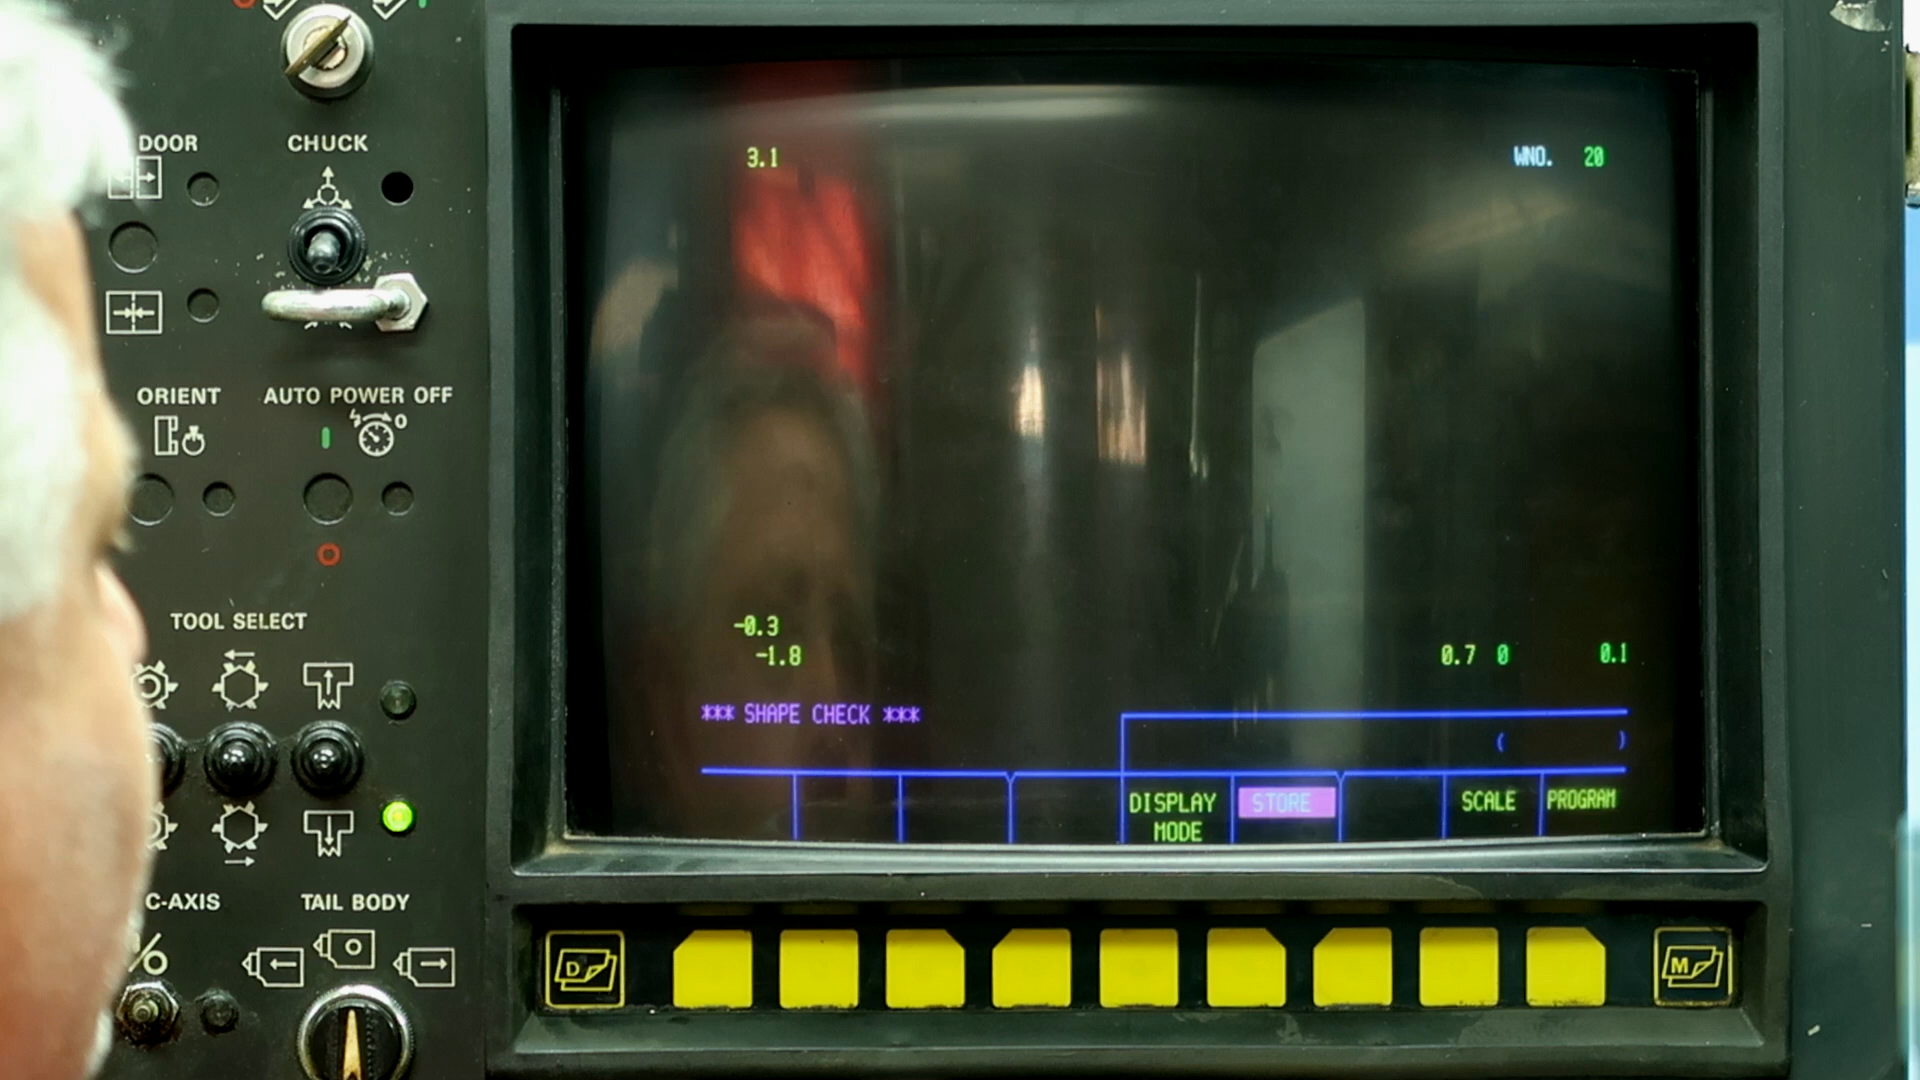 DOOR
CHUCK
ORIENT
AUTO POWER OFF
O
TOOL SELECT
C-AXIS
TAIL BODY
3.1
WNO. 20
-0.3
-1.8
0.7 0 0.1
*** SHAPE CHECK ***
( )
DISPLAY MODE
STORE
SCALE
PROGRAM
D
M